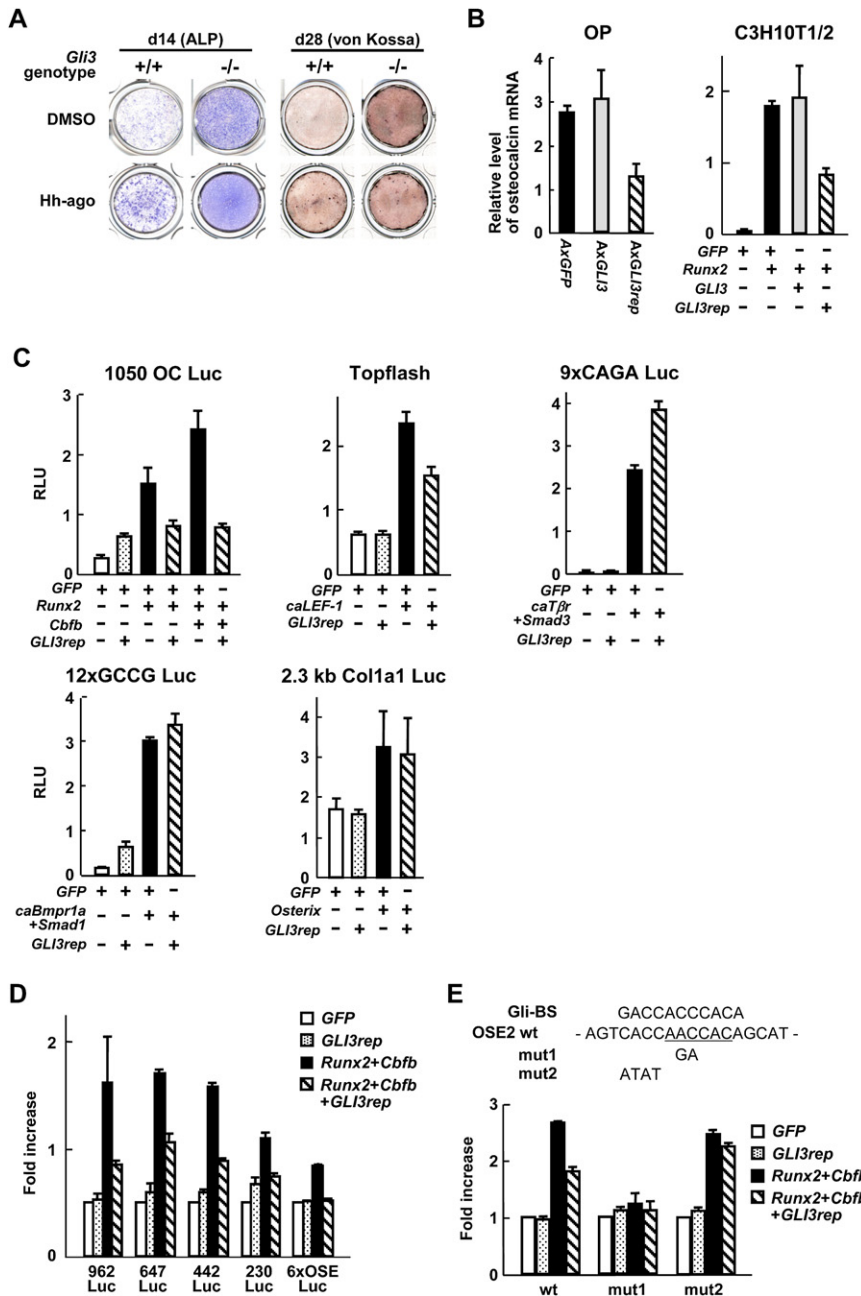 A
d14 (ALP)
d28 (von Kossa)
Gli3 genotype
+/+
-/-
+/+
-/-
DMSO
Hh-ago
B
OP
C3H10T1/2
Relative level of osteocalcin mRNA
4
3
2
1
0
AxGFP
AxGLI3
AxGLI3rep
2
1
0
GFP + + - -
Runx2 - + + +
GLI3 - - + -
GLI3rep - - - +
C
1050 OC Luc
RLU
3
2
1
0
GFP + + + + + -
Runx2 - - + + + +
Cbfb - - - - + +
GLI3rep - + - + - +
Topflash
2
1
0
GFP + + + -
caLEF-1 - - + +
GLI3rep - + - +
9xCAGA Luc
4
3
2
1
0
GFP + + + -
caTβr +Smad3 - - + +
GLI3rep - + - +
12xGCCG Luc
RLU
4
3
2
1
0
GFP + + + -
caBmpr1a +Smad1 - - + +
GLI3rep - + - +
2.3 kb Col1a1 Luc
4
3
2
1
0
GFP + + + -
Osterix - - + +
GLI3rep - + - +
D
Fold increase
2
1
0
GFP
GLI3rep
Runx2+Cbfb
Runx2+Cbfb +GLI3rep
962 Luc
647 Luc
442 Luc
230 Luc
6xOSE Luc
E
Gli-BS GACCACCCACA
OSE2 wt - AGTCACCAACCACAGCAT -
mut1 GA
mut2 ATAT
Fold increase
3
2
1
0
GFP
GLI3rep
Runx2+Cbfb
Runx2+Cbfb +GLI3rep
wt
mut1
mut2